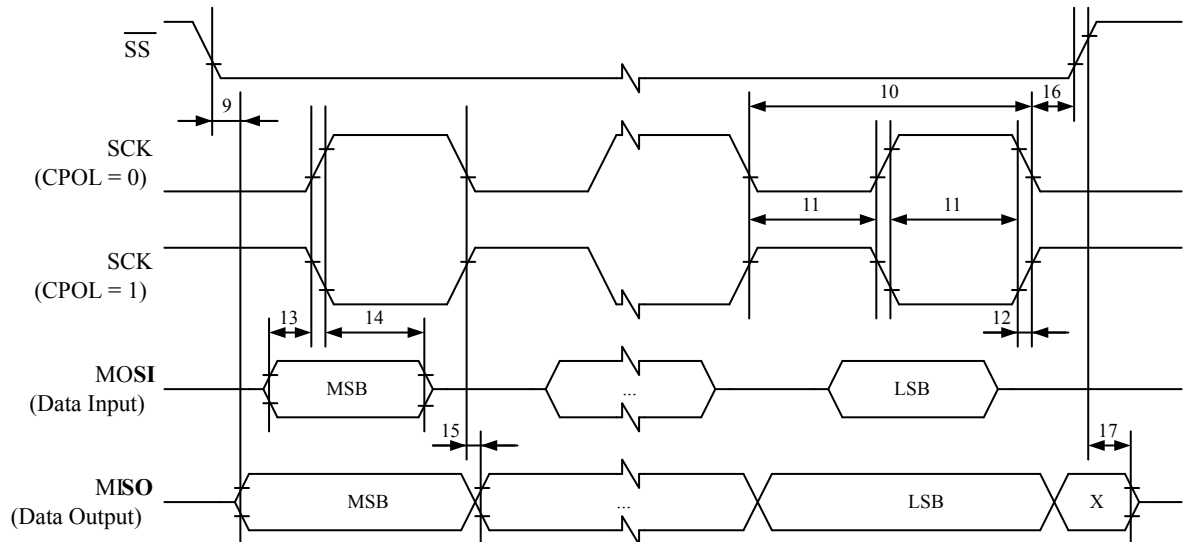 SS
10
16
9
SCK
(CPOL = 0)
11
11
SCK
(CPOL = 1)
13
14
12
MOSI
(Data Input)
MSB
...
LSB
15
17
MISO
(Data Output)
MSB
...
LSB
X